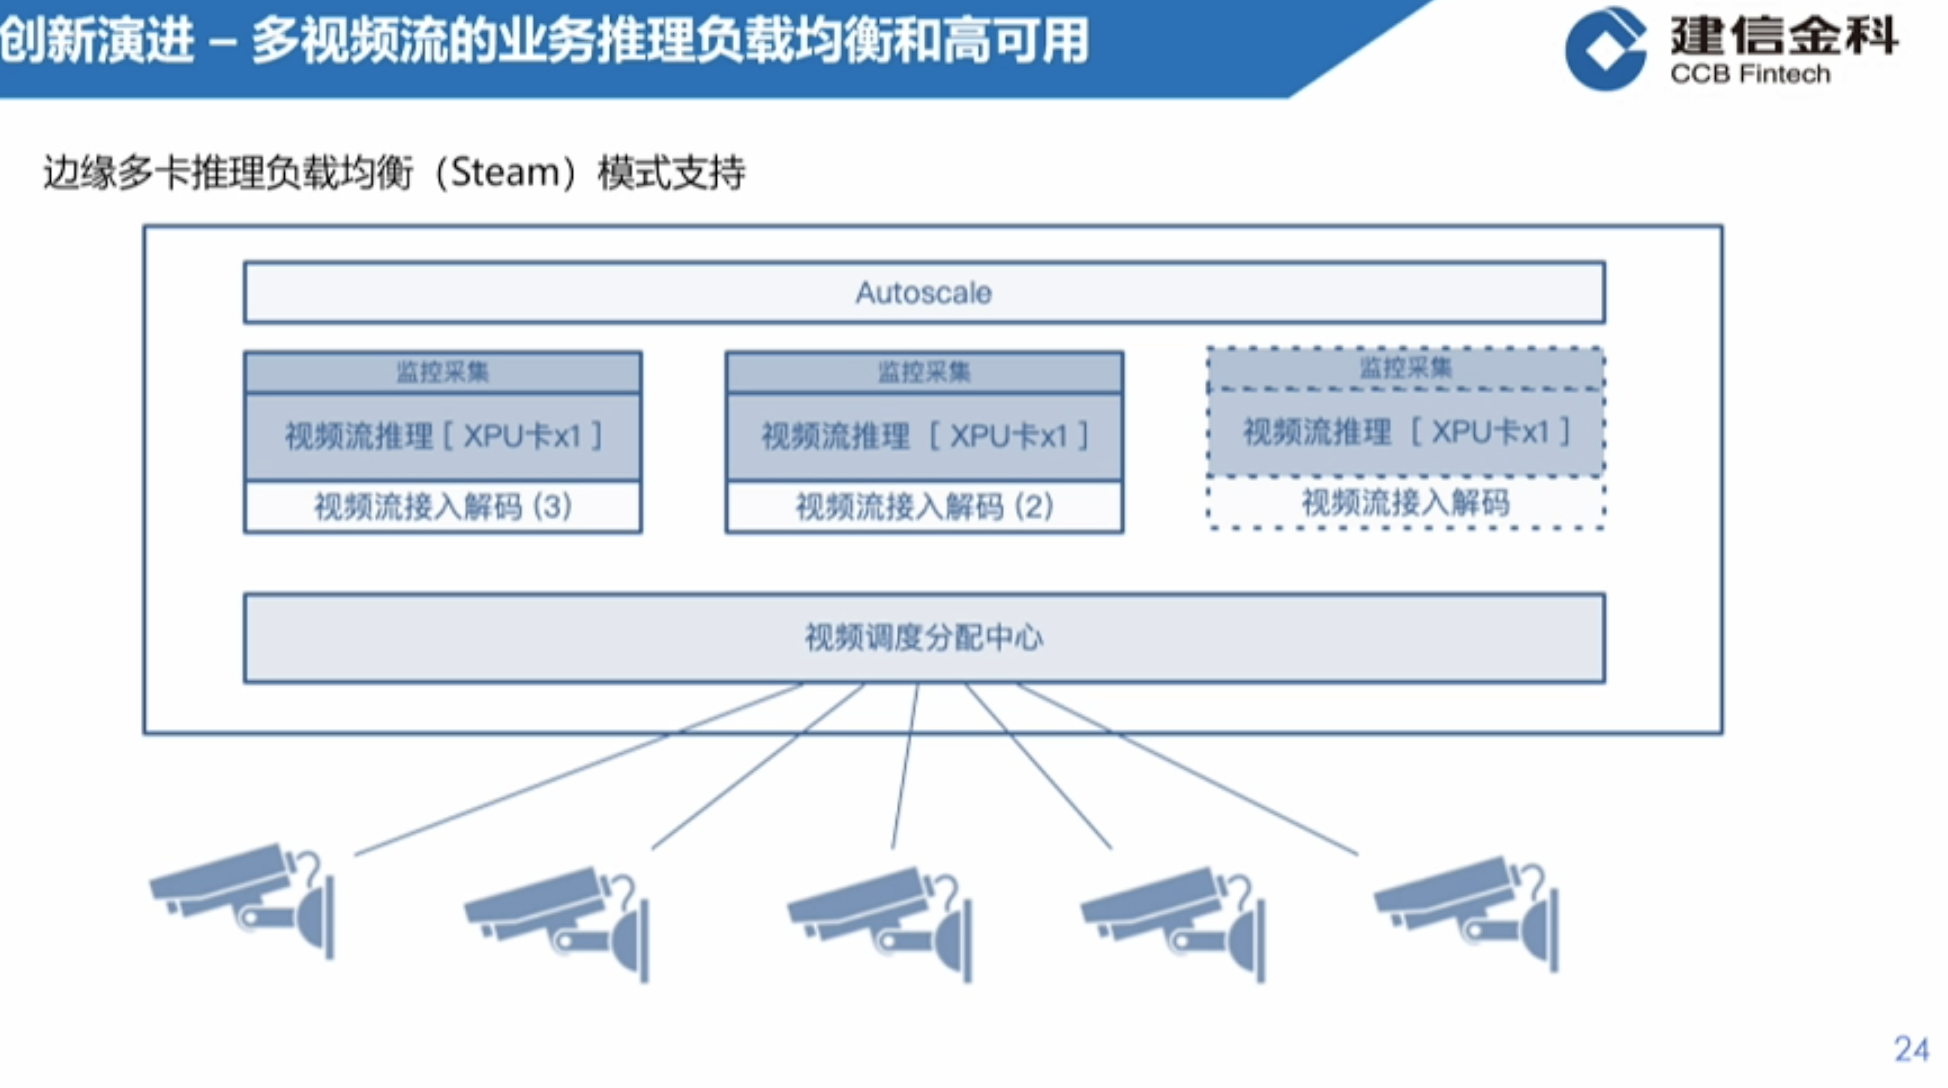 创新演进 – 多视频流的业务推理负载均衡和高可用
建信金科
CCB Fintech
边缘多卡推理负载均衡（Steam）模式支持
Autoscale
监控采集
视频流推理 [ XPU卡x1 ]
视频流接入解码 (3)
监控采集
视频流推理 [ XPU卡x1 ]
视频流接入解码 (2)
监控采集
视频流推理 [ XPU卡x1 ]
视频流接入解码
视频调度分配中心
24